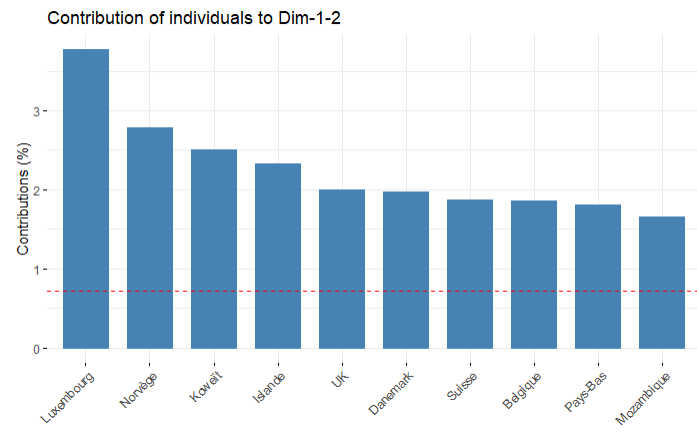 Contribution of individuals to Dim-1-2
Contributions (%)
3
2
1
0
Luxembourg
Norvège
Koweït
Islande
UK
Danemark
Suisse
Belgique
Pays-Bas
Mozambique